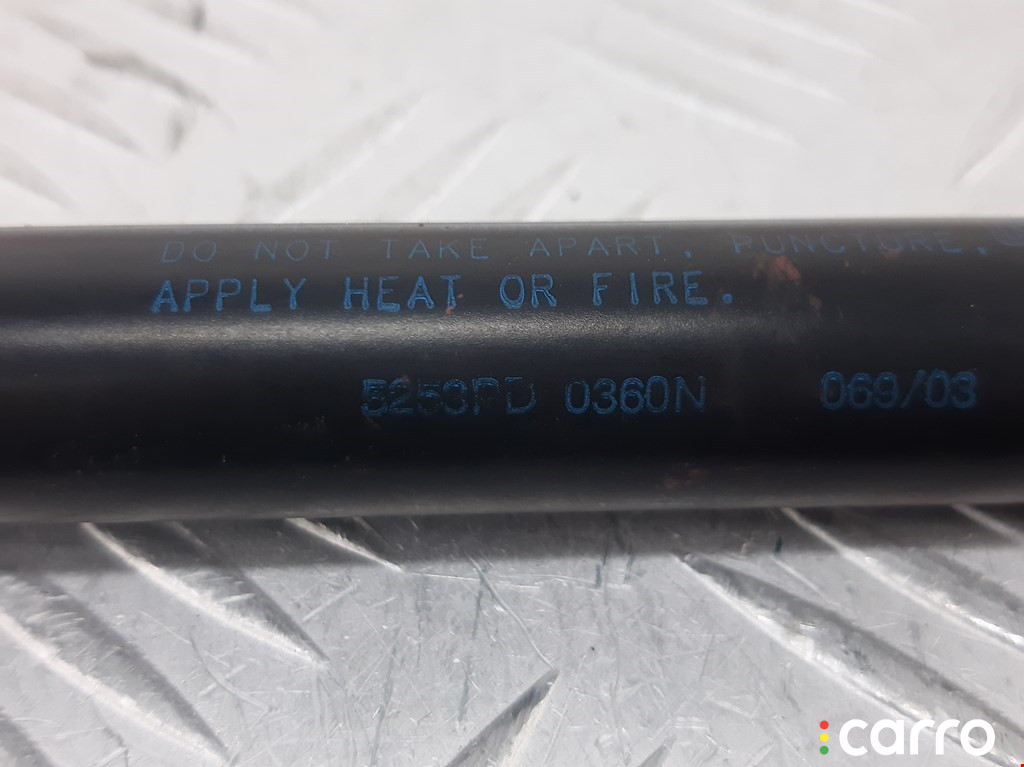 DO NOT TAKE APART, PUNCTURE,
APPLY HEAT OR FIRE.
5253PD 0360N 069/03
carro